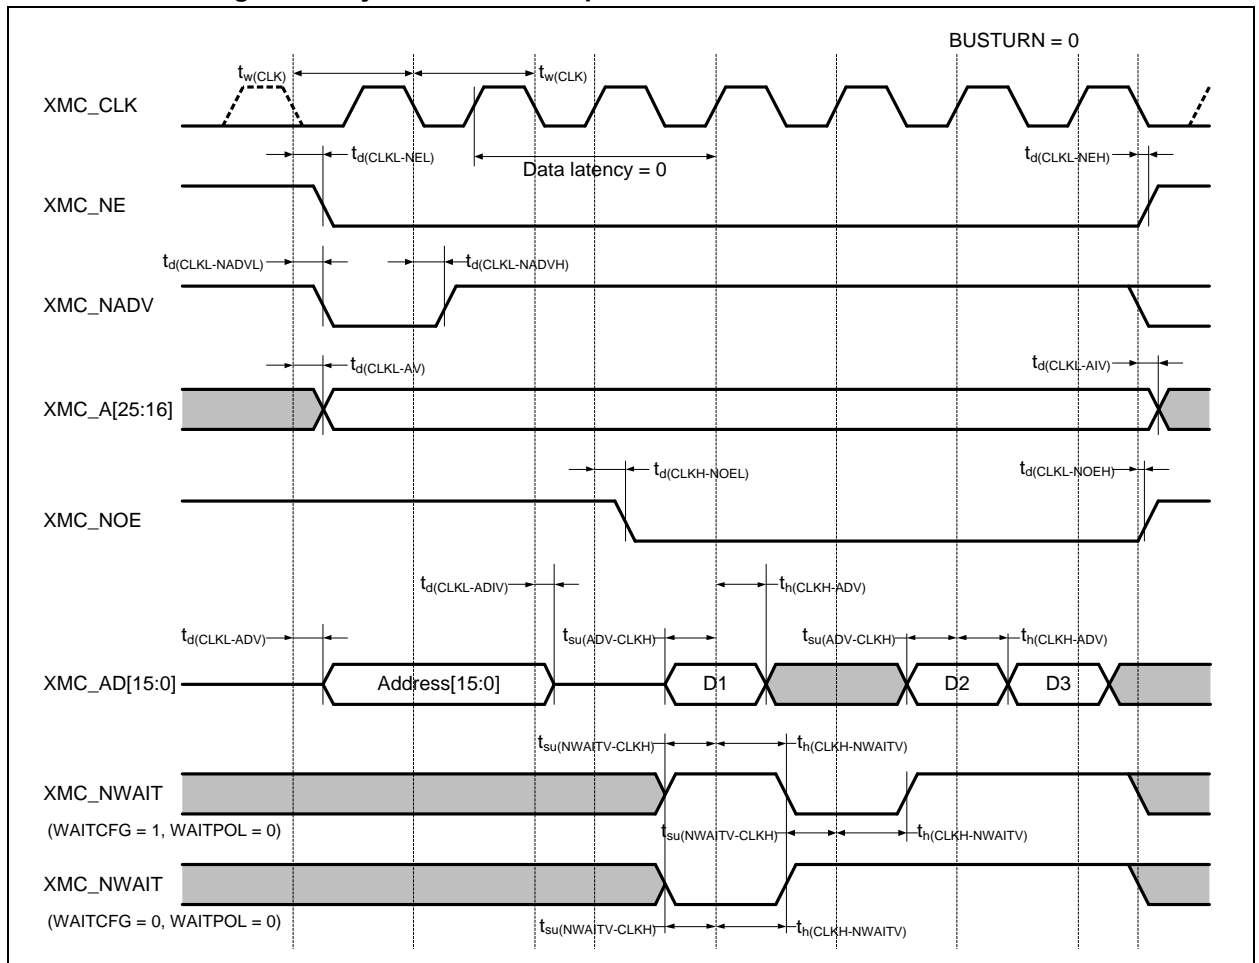 BUSTURN = 0
tw(CLK) tw(CLK)
XMC_CLK
td(CLKL-NEL) Data latency = 0 td(CLKL-NEH)
XMC_NE
td(CLKL-NADVL) td(CLKL-NADVH)
XMC_NADV
td(CLKL-AV) td(CLKL-AIV)
XMC_A[25:16]
td(CLKH-NOEL) td(CLKL-NOEH)
XMC_NOE
td(CLKL-ADIV) th(CLKH-ADV)
td(CLKL-ADV) tsu(ADV-CLKH) tsu(ADV-CLKH) th(CLKH-ADV)
XMC_AD[15:0] Address[15:0] D1 D2 D3
tsu(NWAITV-CLKH) th(CLKH-NWAITV)
XMC_NWAIT
(WAITCFG = 1, WAITPOL = 0) tsu(NWAITV-CLKH) th(CLKH-NWAITV)
XMC_NWAIT
(WAITCFG = 0, WAITPOL = 0) tsu(NWAITV-CLKH) th(CLKH-NWAITV)